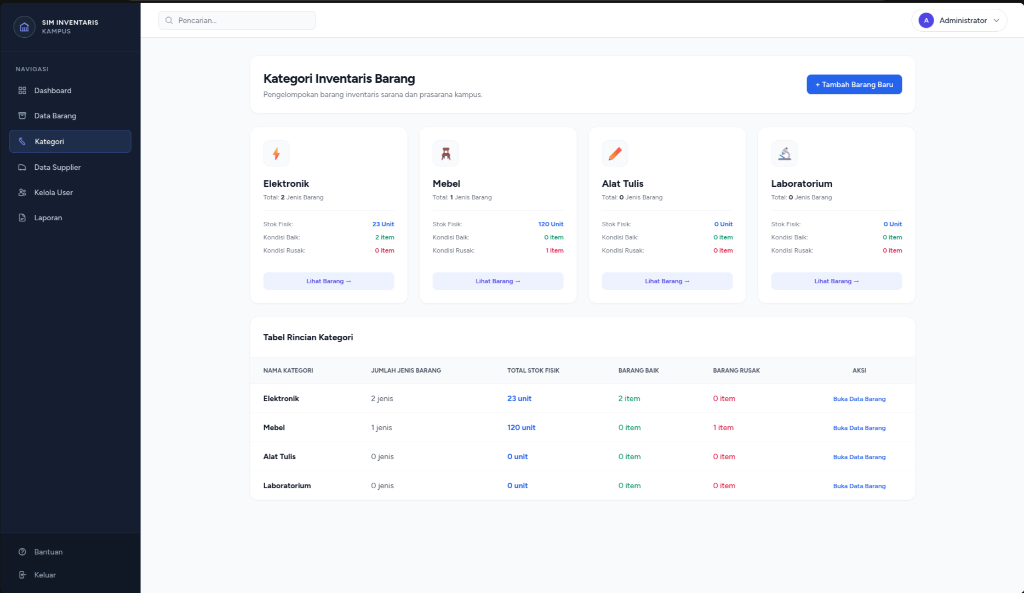 SIM INVENTARIS
KAMPUS
NAVIGASI
Dashboard
Data Barang
Kategori
Data Supplier
Kelola User
Laporan
Bantuan
Keluar
Pencarian...
A Administrator
Kategori Inventaris Barang
Pengelompokan barang inventaris sarana dan prasarana kampus.
+ Tambah Barang Baru
Elektronik
Total: 2 Jenis Barang
Stok Fisik: 23 Unit
Kondisi Baik: 2 Item
Kondisi Rusak: 0 Item
Lihat Barang →
Mebel
Total: 1 Jenis Barang
Stok Fisik: 120 Unit
Kondisi Baik: 0 Item
Kondisi Rusak: 1 Item
Lihat Barang →
Alat Tulis
Total: 0 Jenis Barang
Stok Fisik: 0 Unit
Kondisi Baik: 0 Item
Kondisi Rusak: 0 Item
Lihat Barang →
Laboratorium
Total: 0 Jenis Barang
Stok Fisik: 0 Unit
Kondisi Baik: 0 Item
Kondisi Rusak: 0 Item
Lihat Barang →
Tabel Rincian Kategori
NAMA KATEGORI JUMLAH JENIS BARANG TOTAL STOK FISIK BARANG BAIK BARANG RUSAK AKSI
Elektronik 2 jenis 23 unit 2 item 0 item Buka Data Barang
Mebel 1 jenis 120 unit 0 item 1 item Buka Data Barang
Alat Tulis 0 jenis 0 unit 0 item 0 item Buka Data Barang
Laboratorium 0 jenis 0 unit 0 item 0 item Buka Data Barang